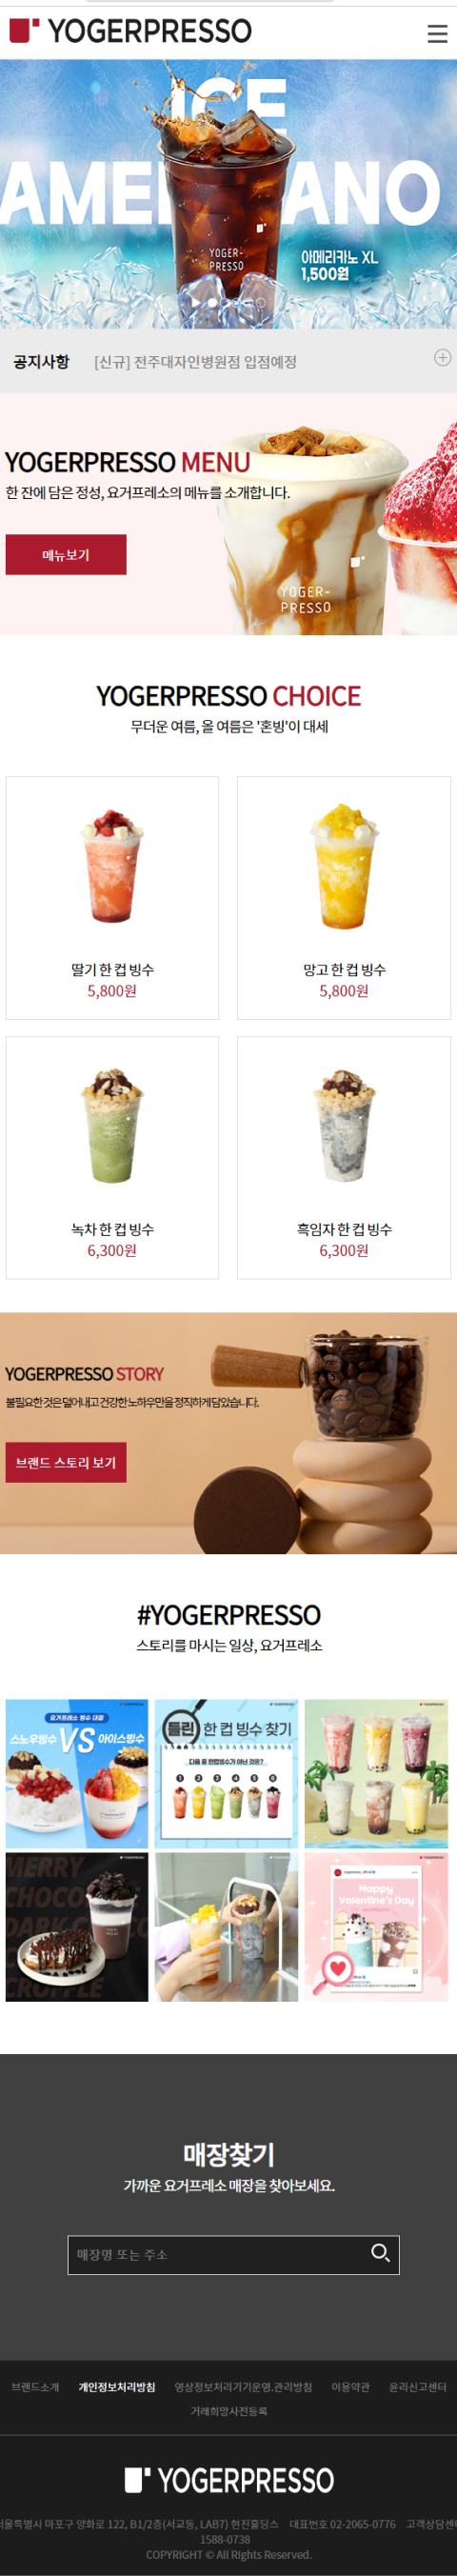 YOGERPRESSO
ICE
AMERICANO
YOGER-
PRESSO
아메리카노 XL
1,500원
공지사항 [신규] 전주대자인병원점 입점예정
YOGERPRESSO MENU
한 잔에 담은 정성, 요거프레소의 메뉴를 소개합니다.
메뉴보기
YOGER-
PRESSO
YOGERPRESSO CHOICE
무더운 여름, 올 여름은 '혼빙'이 대세
딸기 한 컵 빙수
5,800원
망고 한 컵 빙수
5,800원
녹차 한 컵 빙수
6,300원
흑임자 한 컵 빙수
6,300원
YOGERPRESSO STORY
불필요한 것은 덜어내고 건강한 노하우만을 정직하게 담았습니다.
브랜드 스토리 보기
#YOGERPRESSO
스토리를 마시는 일상, 요거프레소
요거프레소 빙수 대결
스노우빙수 VS 아이스빙수
틀린 한 컵 빙수 찾기
다음 중 한컵빙수가 아닌 것은?
1 2 3 4 5 6
MERRY
CHOCO
Happy
Valentine's Day
매장찾기
가까운 요거프레소 매장을 찾아보세요.
매장명 또는 주소
브랜드소개 개인정보처리방침 영상정보처리기기운영.관리방침 이용약관 윤리신고센터
거래희망사전등록
YOGERPRESSO
서울특별시 마포구 양화로 122, B1/2층(서교동, LAB7) 현진홀딩스 대표번호 02-2065-0776 고객상담센터
1588-0738
COPYRIGHT © All Rights Reserved.